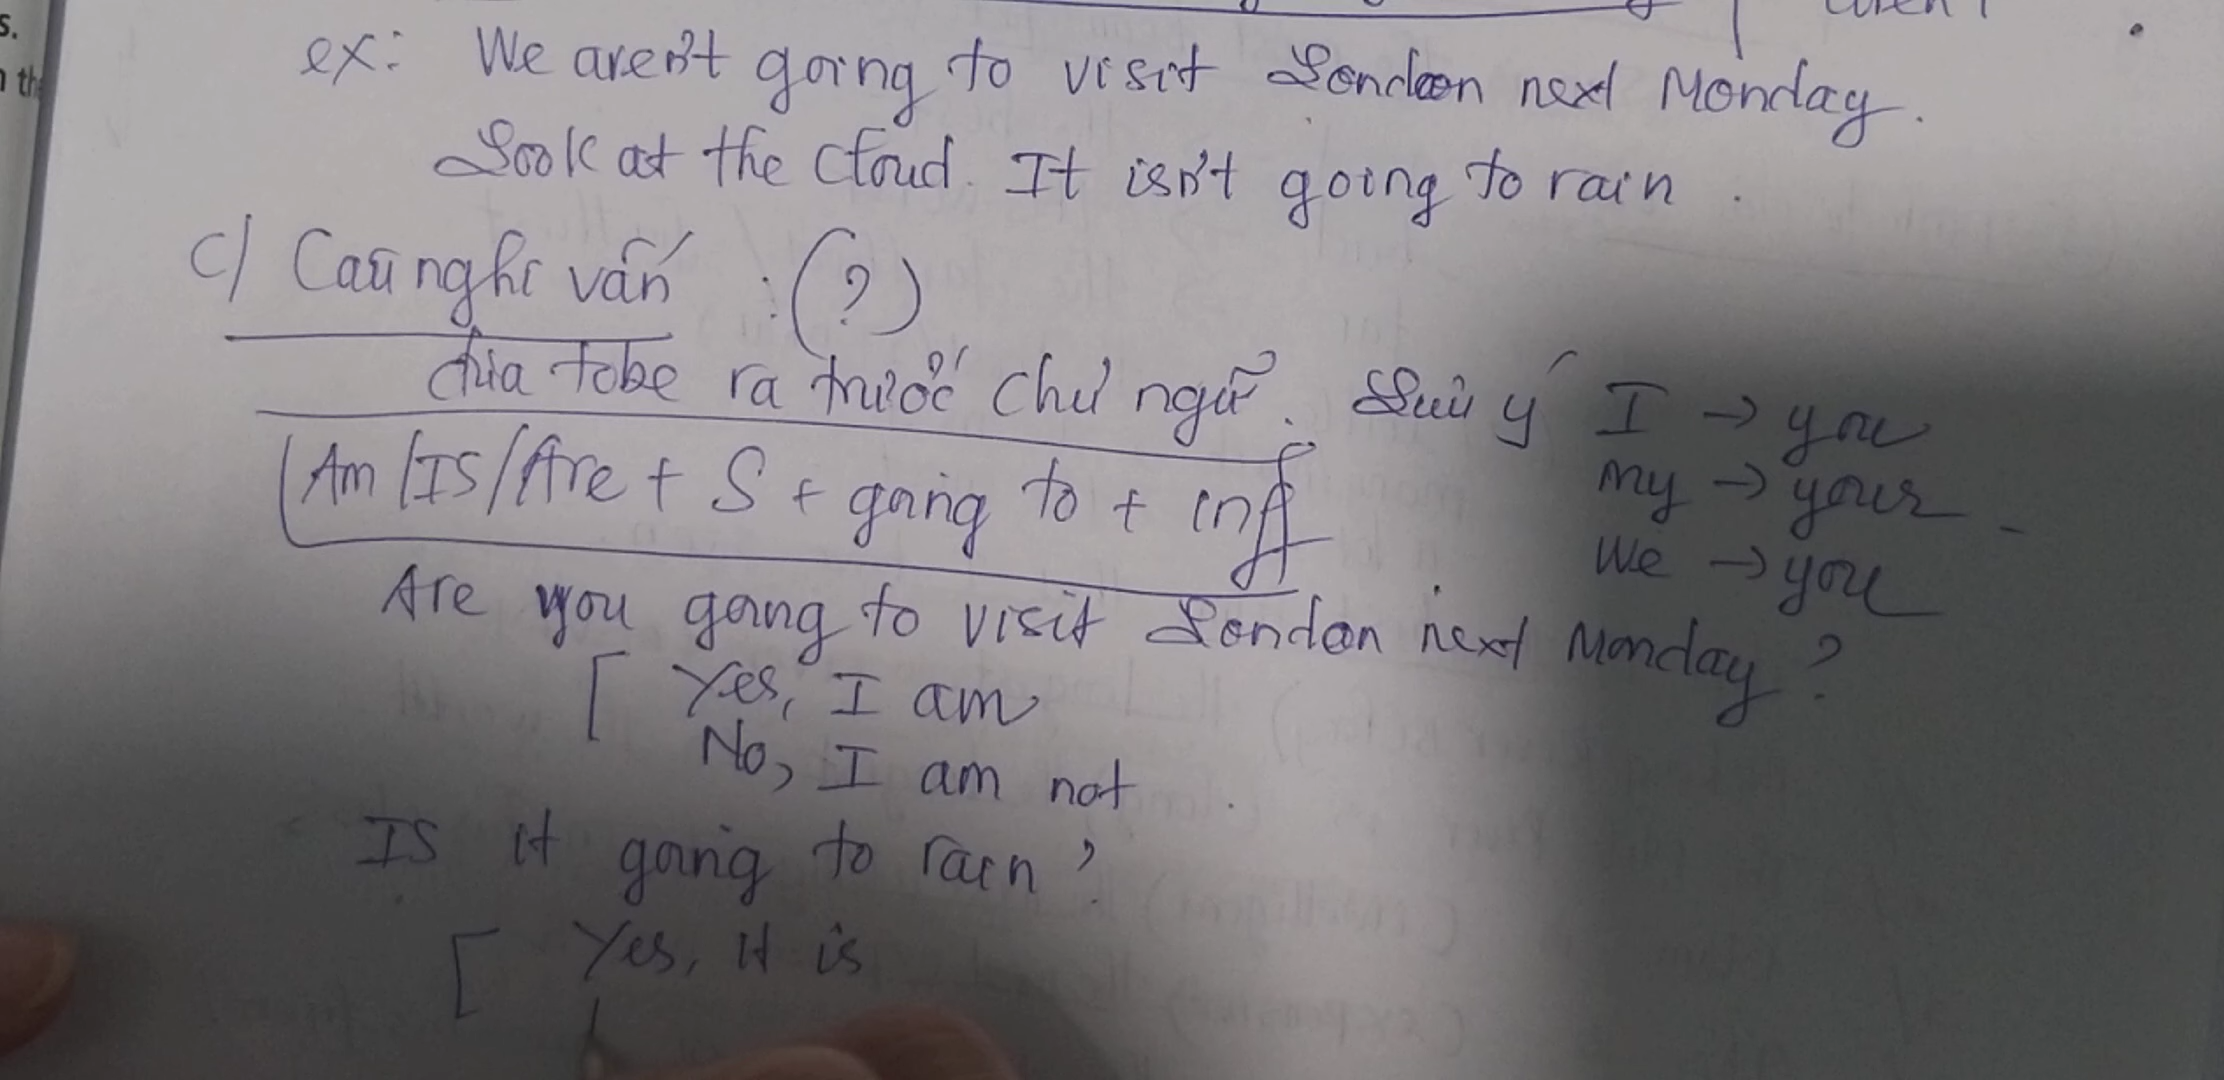 s.
n th
ex: We aren't going to visit London next Monday.
Look at the cloud. It isn't going to rain.
c) Câu nghi vấn : (?)
đưa tobe ra trước chủ ngữ. Lưu ý I → you
my → your
We → you
Am/IS/Are + S + going to + inf
Are you going to visit London next Monday?
Yes, I am
No, I am not.
IS it going to rain?
Yes, it is